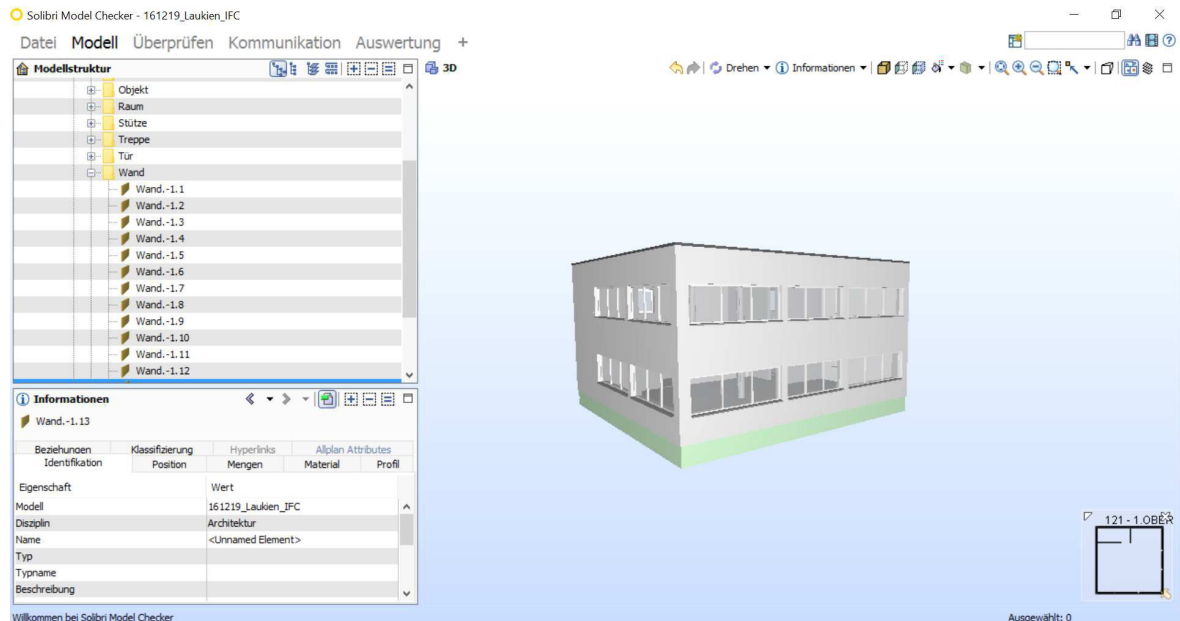 Solibri Model Checker - 161219_Laukien_IFC
Datei Modell Überprüfen Kommunikation Auswertung +
Modellstruktur
3D
Drehen
Informationen
Objekt
Raum
Stütze
Treppe
Tür
Wand
Wand.-1.1
Wand.-1.2
Wand.-1.3
Wand.-1.4
Wand.-1.5
Wand.-1.6
Wand.-1.7
Wand.-1.8
Wand.-1.9
Wand.-1.10
Wand.-1.11
Wand.-1.12
Informationen
Wand.-1.13
Beziehungen Klassifizierung Hyperlinks Allplan Attributes
Identifikation Position Mengen Material Profil
Eigenschaft Wert
Modell 161219_Laukien_IFC
Disziplin Architektur
Name <Unnamed Element>
Typ
Typname
Beschreibung
121 - 1.OBER
Willkommen bei Solibri Model Checker
Ausgewählt: 0